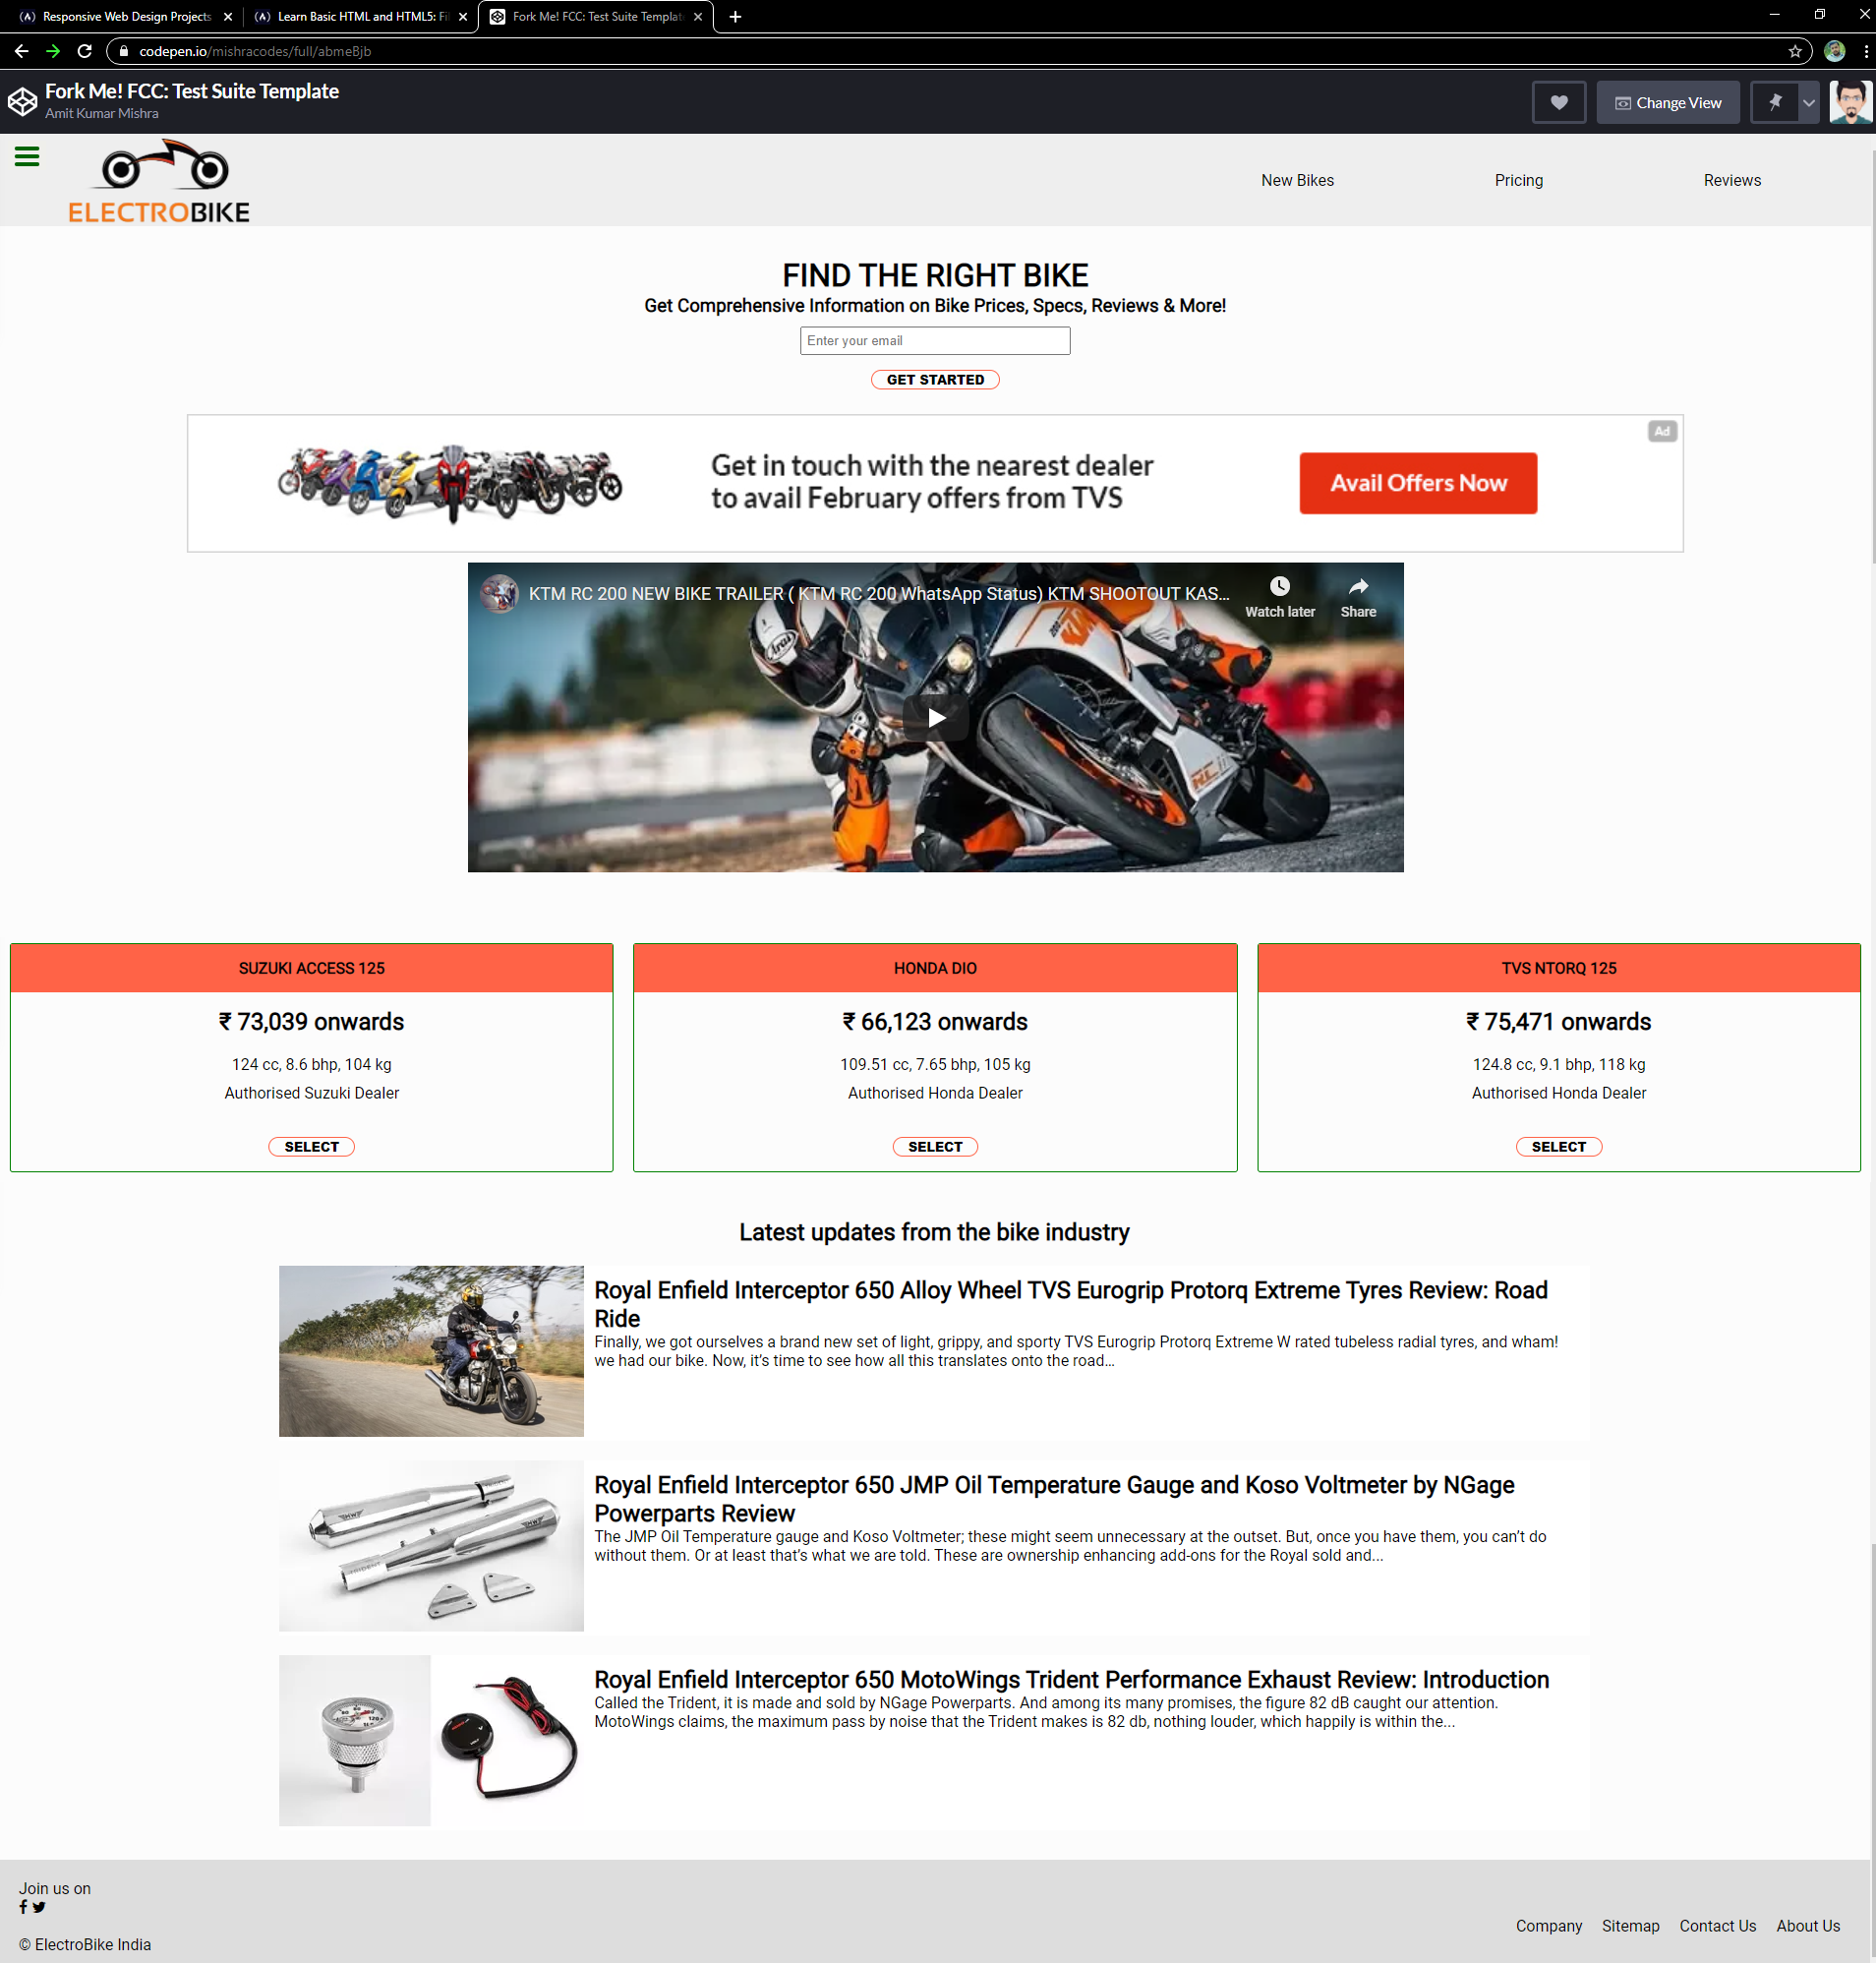 Responsive Web Design Projects
Learn Basic HTML and HTML5: Fi
Fork Me! FCC: Test Suite Templat
codepen.io/mishracodes/full/abmeBjb
Fork Me! FCC: Test Suite Template
Amit Kumar Mishra
Change View
ELECTROBIKE
New Bikes
Pricing
Reviews
FIND THE RIGHT BIKE
Get Comprehensive Information on Bike Prices, Specs, Reviews & More!
Enter your email
GET STARTED
Ad
Get in touch with the nearest dealer
to avail February offers from TVS
Avail Offers Now
KTM RC 200 NEW BIKE TRAILER ( KTM RC 200 WhatsApp Status) KTM SHOOTOUT KAS...
Watch later
Share
Arai
200
RC
SUZUKI ACCESS 125
₹ 73,039 onwards
124 cc, 8.6 bhp, 104 kg
Authorised Suzuki Dealer
SELECT
HONDA DIO
₹ 66,123 onwards
109.51 cc, 7.65 bhp, 105 kg
Authorised Honda Dealer
SELECT
TVS NTORQ 125
₹ 75,471 onwards
124.8 cc, 9.1 bhp, 118 kg
Authorised Honda Dealer
SELECT
Latest updates from the bike industry
Royal Enfield Interceptor 650 Alloy Wheel TVS Eurogrip Protorq Extreme Tyres Review: Road
Ride
Finally, we got ourselves a brand new set of light, grippy, and sporty TVS Eurogrip Protorq Extreme W rated tubeless radial tyres, and wham!
we had our bike. Now, it's time to see how all this translates onto the road...
Royal Enfield Interceptor 650 JMP Oil Temperature Gauge and Koso Voltmeter by NGage
Powerparts Review
The JMP Oil Temperature gauge and Koso Voltmeter; these might seem unnecessary at the outset. But, once you have them, you can't do
without them. Or at least that's what we are told. These are ownership enhancing add-ons for the Royal sold and...
Royal Enfield Interceptor 650 MotoWings Trident Performance Exhaust Review: Introduction
Called the Trident, it is made and sold by NGage Powerparts. And among its many promises, the figure 82 dB caught our attention.
MotoWings claims, the maximum pass by noise that the Trident makes is 82 db, nothing louder, which happily is within the...
Join us on
© ElectroBike India
Company
Sitemap
Contact Us
About Us